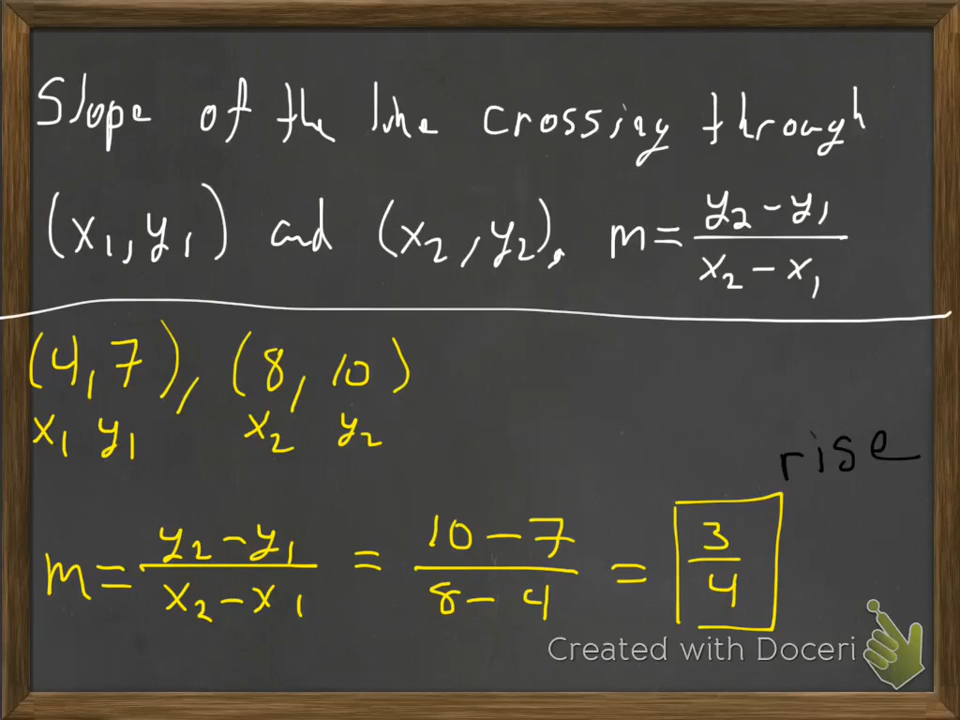 Slope of the line crossing through
(x₁, y₁) and (x₂, y₂), m = (y₂ - y₁)/(x₂ - x₁)
(4, 7), (8, 10)
x₁ y₁ x₂ y₂
rise
m = (y₂ - y₁)/(x₂ - x₁) = (10 - 7)/(8 - 4) = 3/4
Created with Doceri